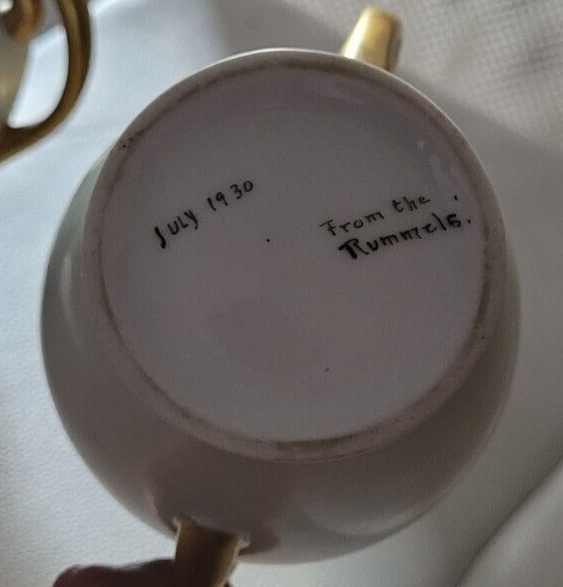 JULY 1930
From the
Rummels.